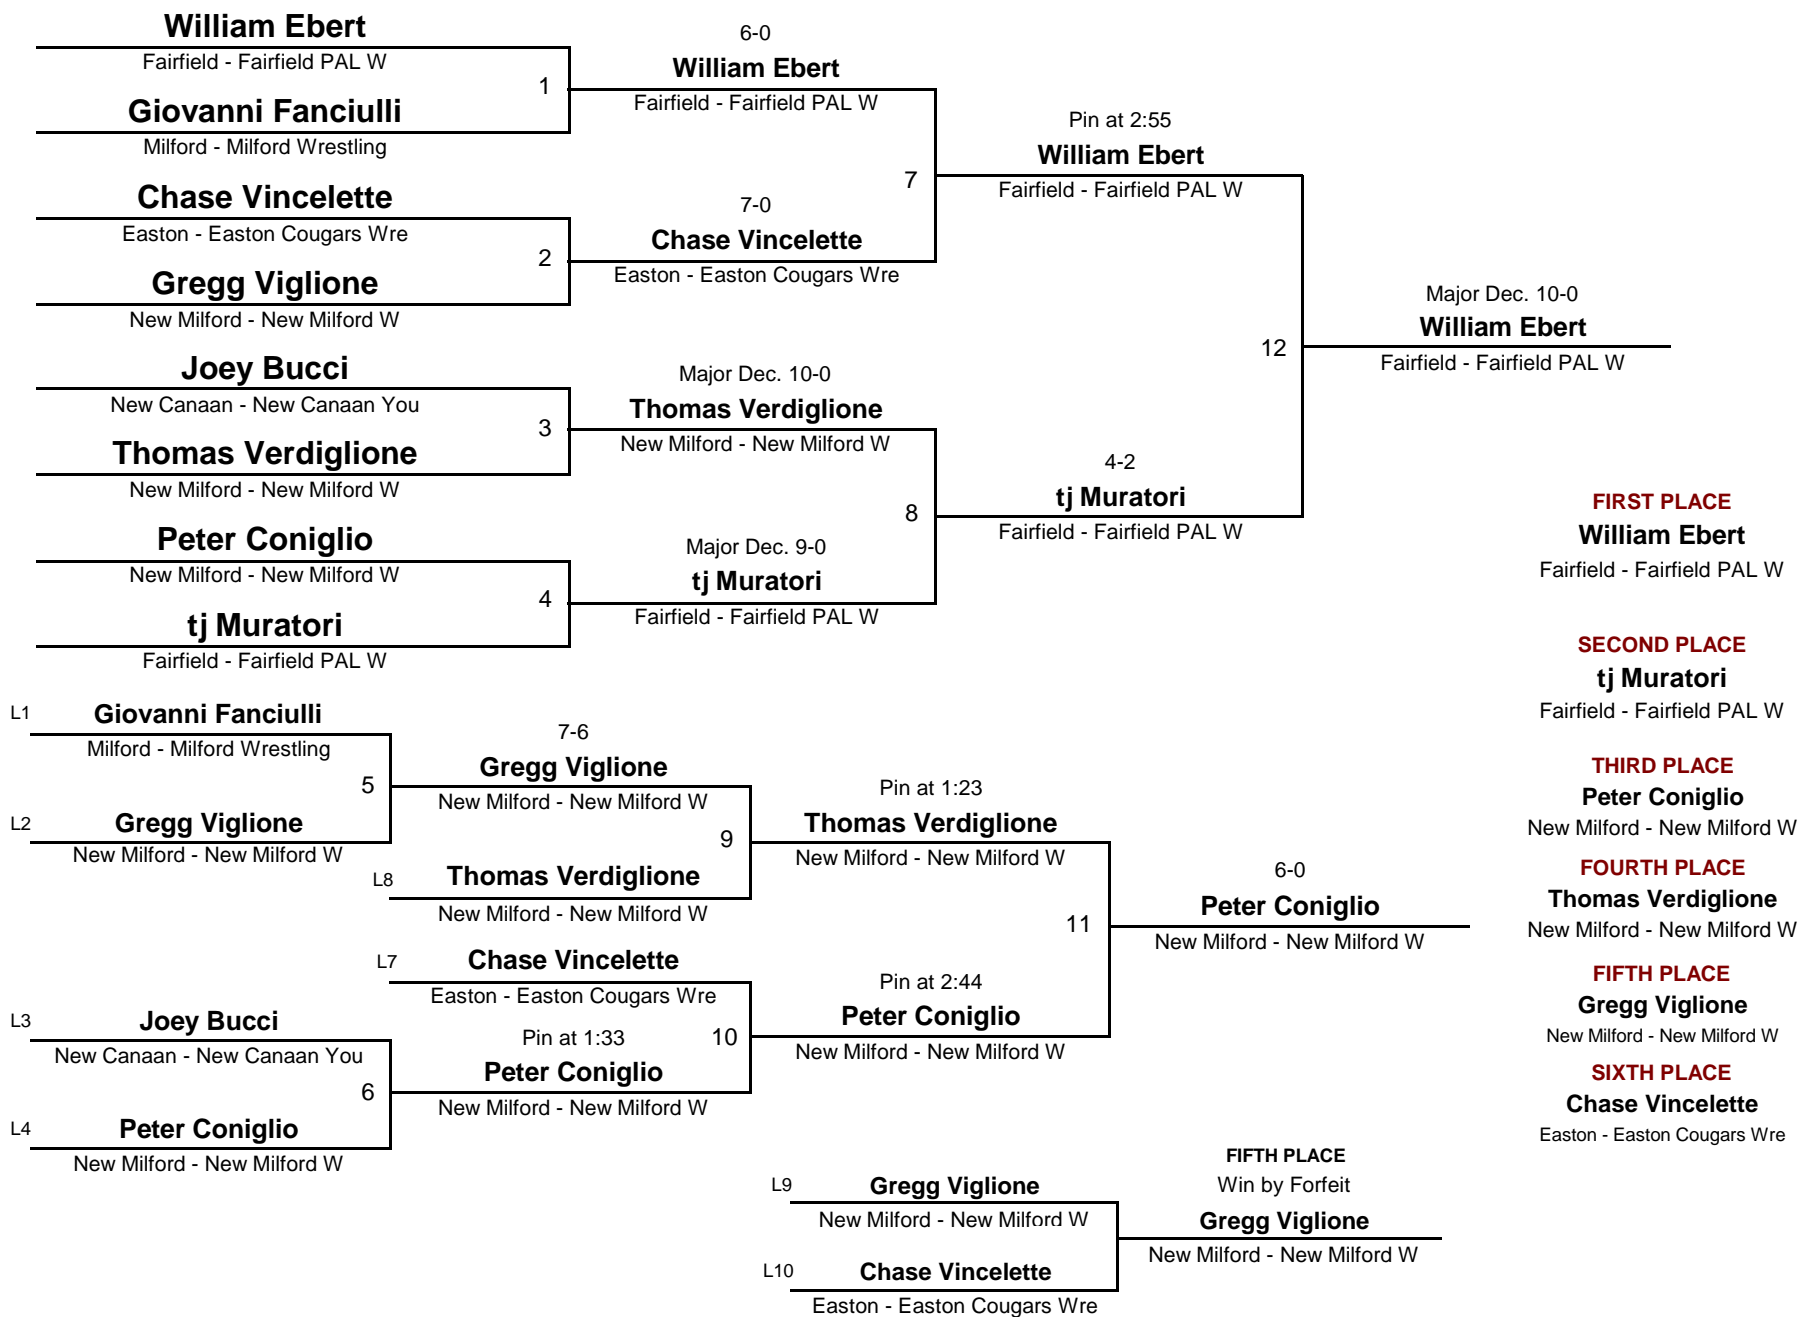 William Ebert
Fairfield - Fairfield PAL W
1
Giovanni Fanciulli
Milford - Milford Wrestling
Chase Vincelette
Easton - Easton Cougars Wre
2
Gregg Viglione
New Milford - New Milford W
Joey Bucci
New Canaan - New Canaan You
3
Thomas Verdiglione
New Milford - New Milford W
Peter Coniglio
New Milford - New Milford W
4
tj Muratori
Fairfield - Fairfield PAL W
6-0
William Ebert
Fairfield - Fairfield PAL W
7
7-0
Chase Vincelette
Easton - Easton Cougars Wre
Major Dec. 10-0
Thomas Verdiglione
New Milford - New Milford W
8
Major Dec. 9-0
tj Muratori
Fairfield - Fairfield PAL W
Pin at 2:55
William Ebert
Fairfield - Fairfield PAL W
12
4-2
tj Muratori
Fairfield - Fairfield PAL W
Major Dec. 10-0
William Ebert
Fairfield - Fairfield PAL W
FIRST PLACE
William Ebert
Fairfield - Fairfield PAL W
SECOND PLACE
tj Muratori
Fairfield - Fairfield PAL W
THIRD PLACE
Peter Coniglio
New Milford - New Milford W
FOURTH PLACE
Thomas Verdiglione
New Milford - New Milford W
FIFTH PLACE
Gregg Viglione
New Milford - New Milford W
SIXTH PLACE
Chase Vincelette
Easton - Easton Cougars Wre
L1
Giovanni Fanciulli
Milford - Milford Wrestling
5
L2
Gregg Viglione
New Milford - New Milford W
L3
Joey Bucci
New Canaan - New Canaan You
6
L4
Peter Coniglio
New Milford - New Milford W
7-6
Gregg Viglione
New Milford - New Milford W
9
L8
Thomas Verdiglione
New Milford - New Milford W
L7
Chase Vincelette
Easton - Easton Cougars Wre
10
Pin at 1:33
Peter Coniglio
New Milford - New Milford W
Pin at 1:23
Thomas Verdiglione
New Milford - New Milford W
11
Pin at 2:44
Peter Coniglio
New Milford - New Milford W
6-0
Peter Coniglio
New Milford - New Milford W
L9
Gregg Viglione
New Milford - New Milford W
L10
Chase Vincelette
Easton - Easton Cougars Wre
FIFTH PLACE
Win by Forfeit
Gregg Viglione
New Milford - New Milford W